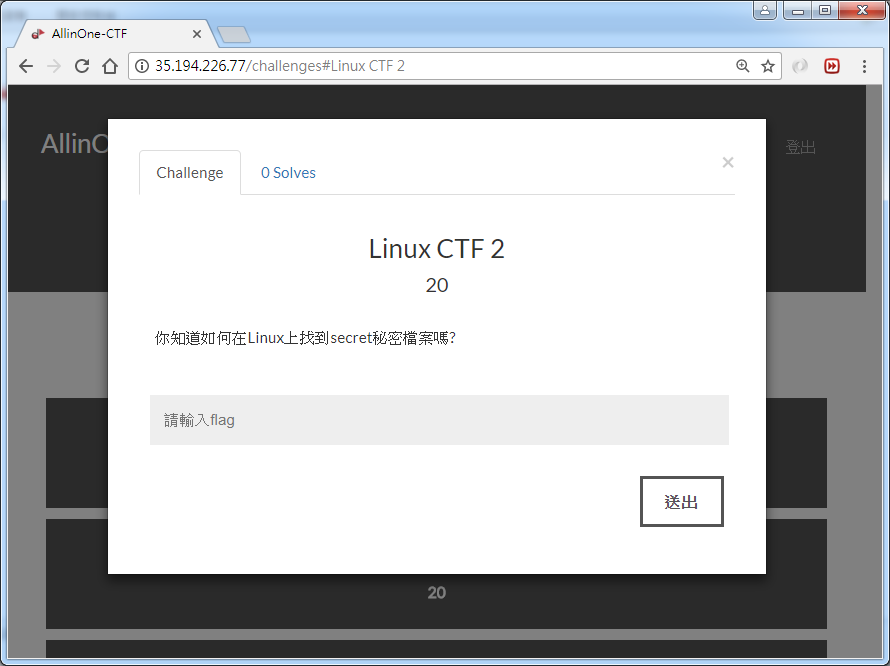 AllinOne-CTF
35.194.226.77/challenges#Linux CTF 2
AllinO
登出
Challenge
0 Solves
×
Linux CTF 2
20
你知道如何在Linux上找到secret秘密檔案嗎?
請輸入flag
送出
20